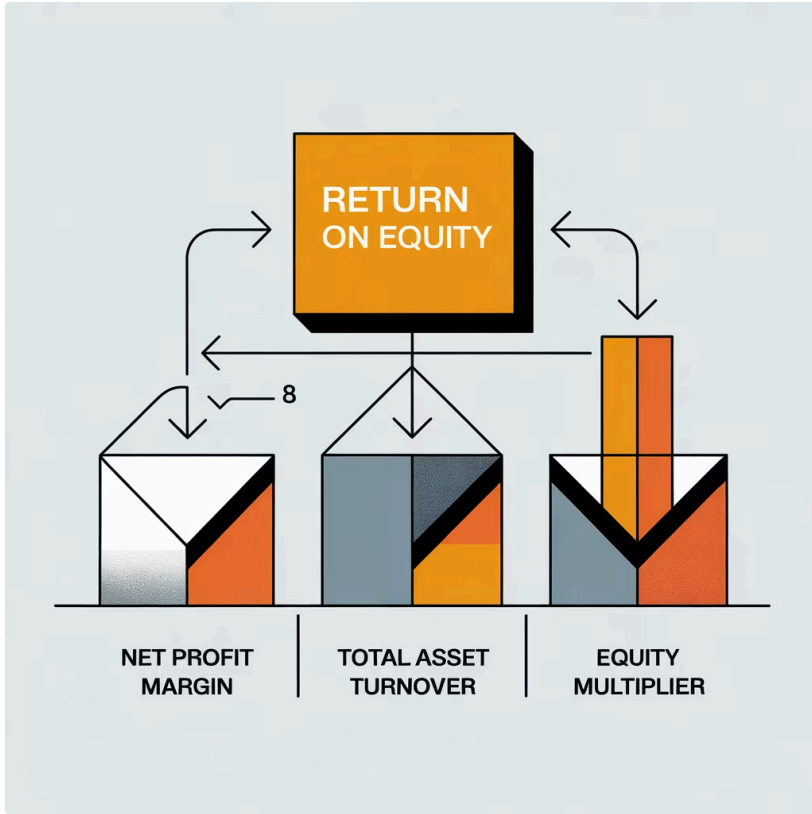 RETURN
ON EQUITY
8
NET PROFIT
MARGIN
TOTAL ASSET
TURNOVER
EQUITY
MULTIPLIER